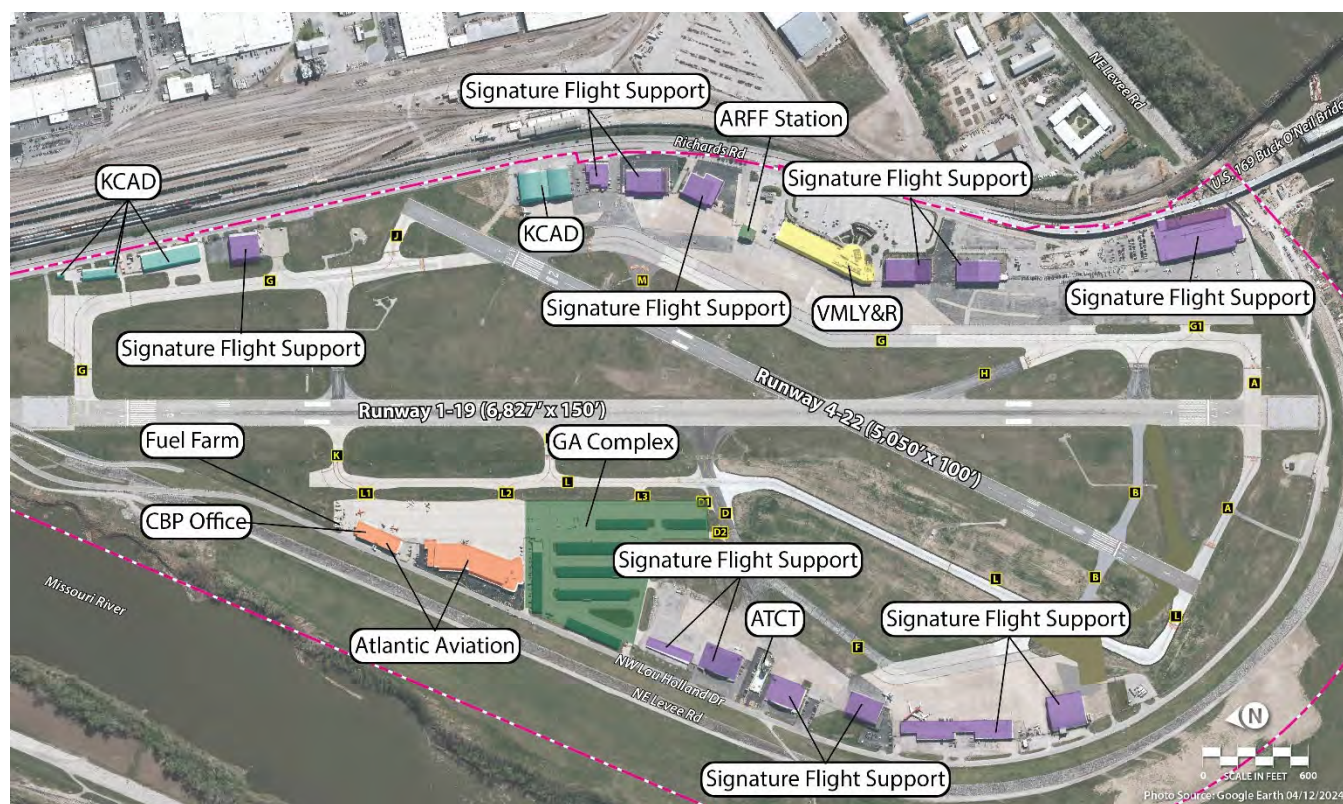 Signature Flight Support
ARFF Station
NE Levee Rd
Richards Rd
U.S. 169 Buck O'Neil Bridge
KCAD
Signature Flight Support
KCAD
J
22
M
G
Signature Flight Support
Signature Flight Support
VMLY&R
Signature Flight Support
G1
G
G
H
A
Runway 4-22 (5,050' x 100')
Runway 1-19 (6,827' x 150')
Fuel Farm
GA Complex
K
L
L1
L2
L3
D1
D
D2
B
A
CBP Office
Signature Flight Support
L
B
Missouri River
Atlantic Aviation
ATCT
Signature Flight Support
L
F
NW Lou Holland Dr
NE Levee Rd
Signature Flight Support
N
0 SCALE IN FEET 600
Photo Source: Google Earth 04/12/2024